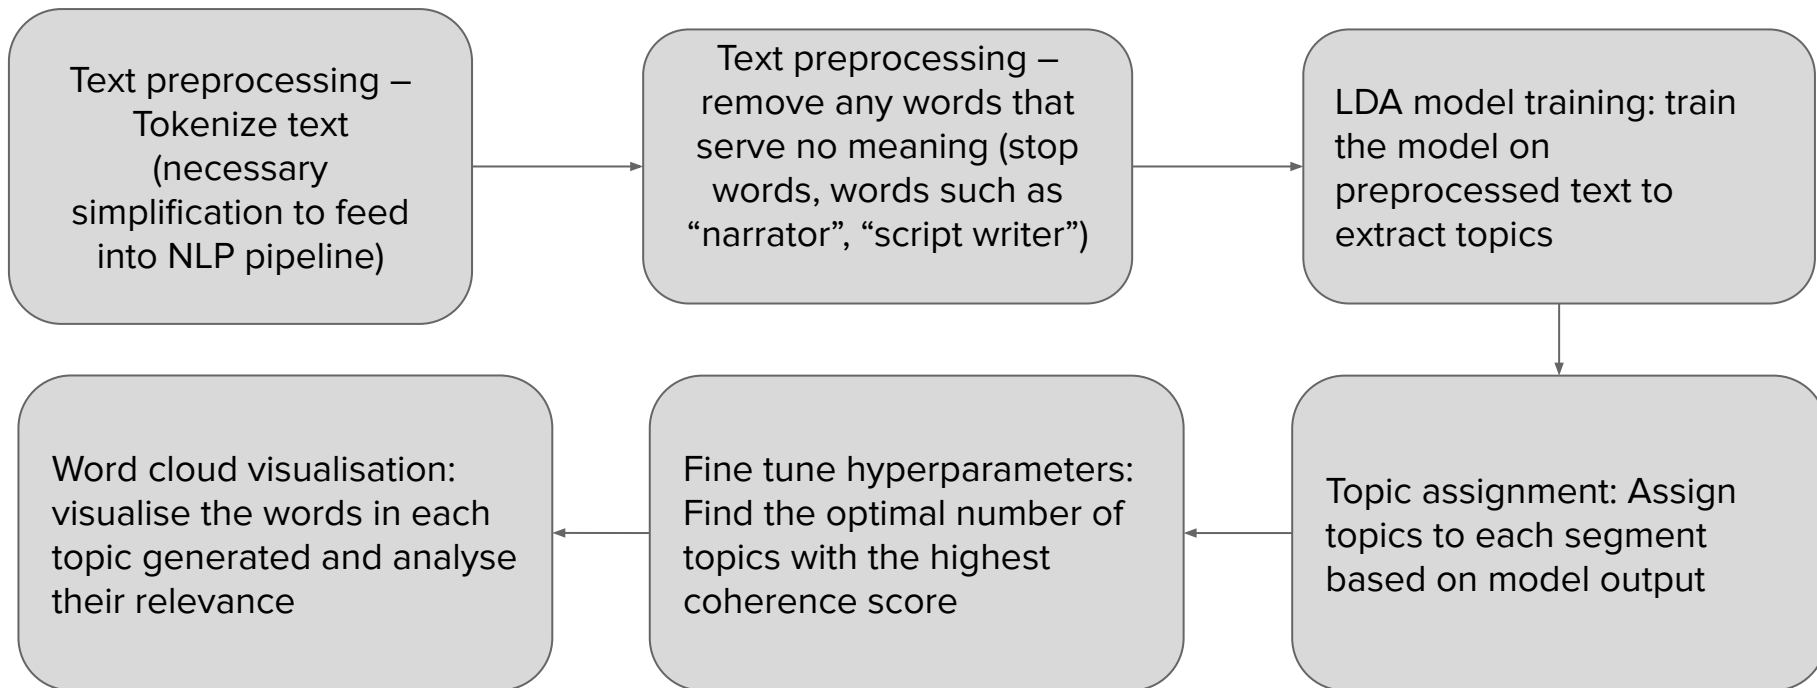 Text preprocessing –
Tokenize text
(necessary
simplification to feed
into NLP pipeline)
Text preprocessing –
remove any words that
serve no meaning (stop
words, words such as
“narrator”, “script writer”)
LDA model training: train
the model on
preprocessed text to
extract topics
Topic assignment: Assign
topics to each segment
based on model output
Fine tune hyperparameters:
Find the optimal number of
topics with the highest
coherence score
Word cloud visualisation:
visualise the words in each
topic generated and analyse
their relevance